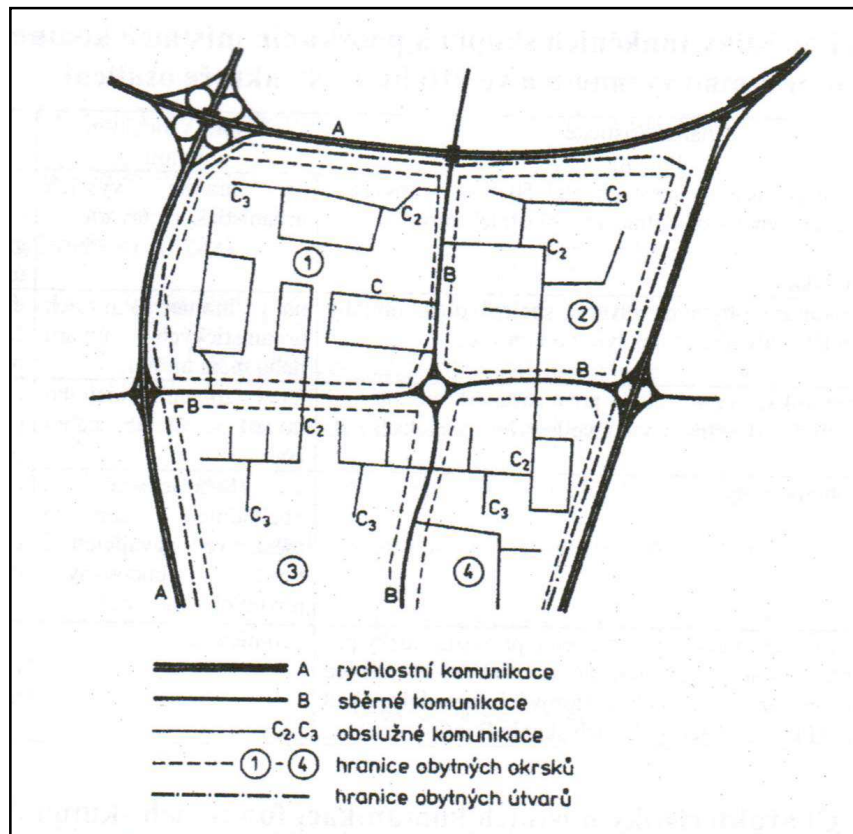 A
C₃
C₃
C₂
C₂
1
B
2
C
B
B
C₂
C₂
C₃
C₃
C₃
3
4
A
B
A rychlostní komunikace
B sběrné komunikace
C₂, C₃ obslužné komunikace
1 - 4 hranice obytných okrsků
hranice obytných útvarů